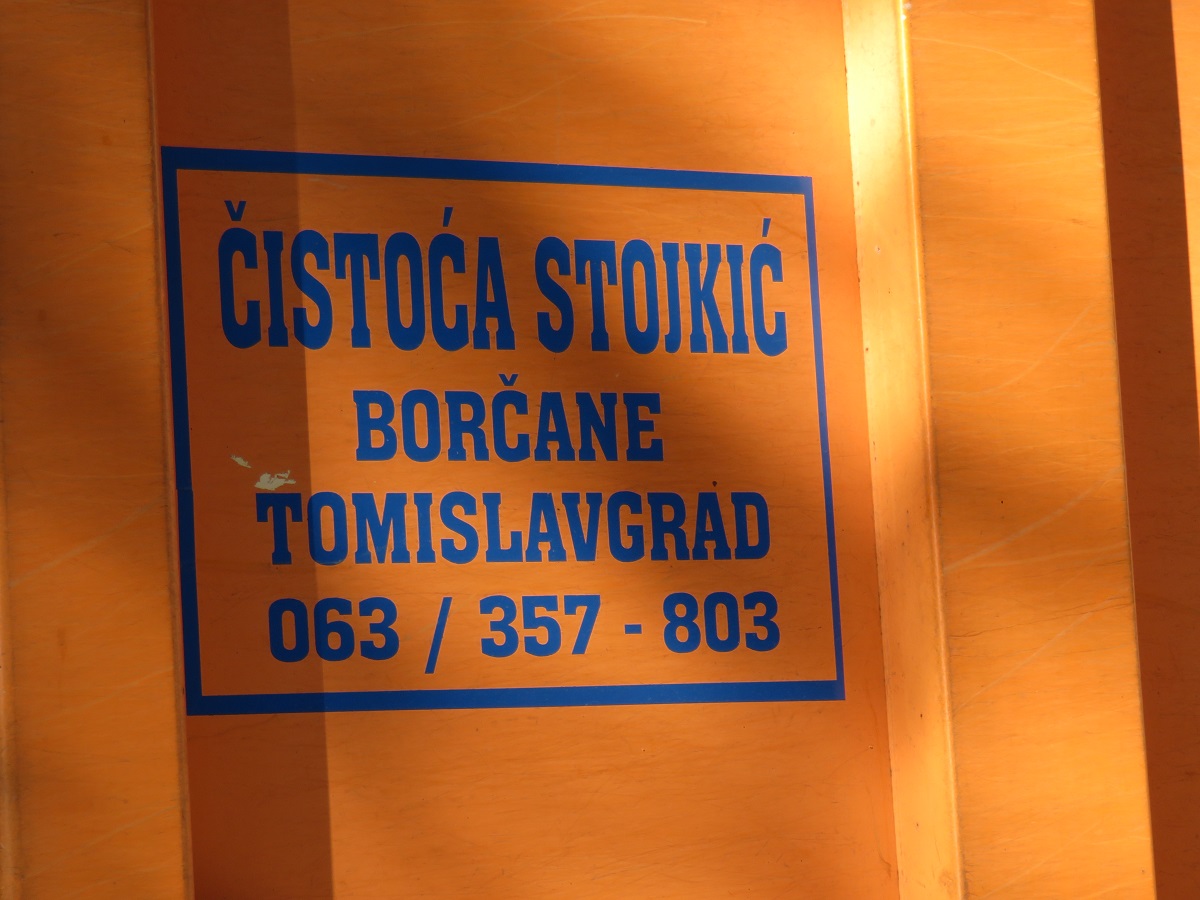 ČISTOĆA STOJKIĆ
BORČANE
TOMISLAVGRAD
063 / 357 - 803